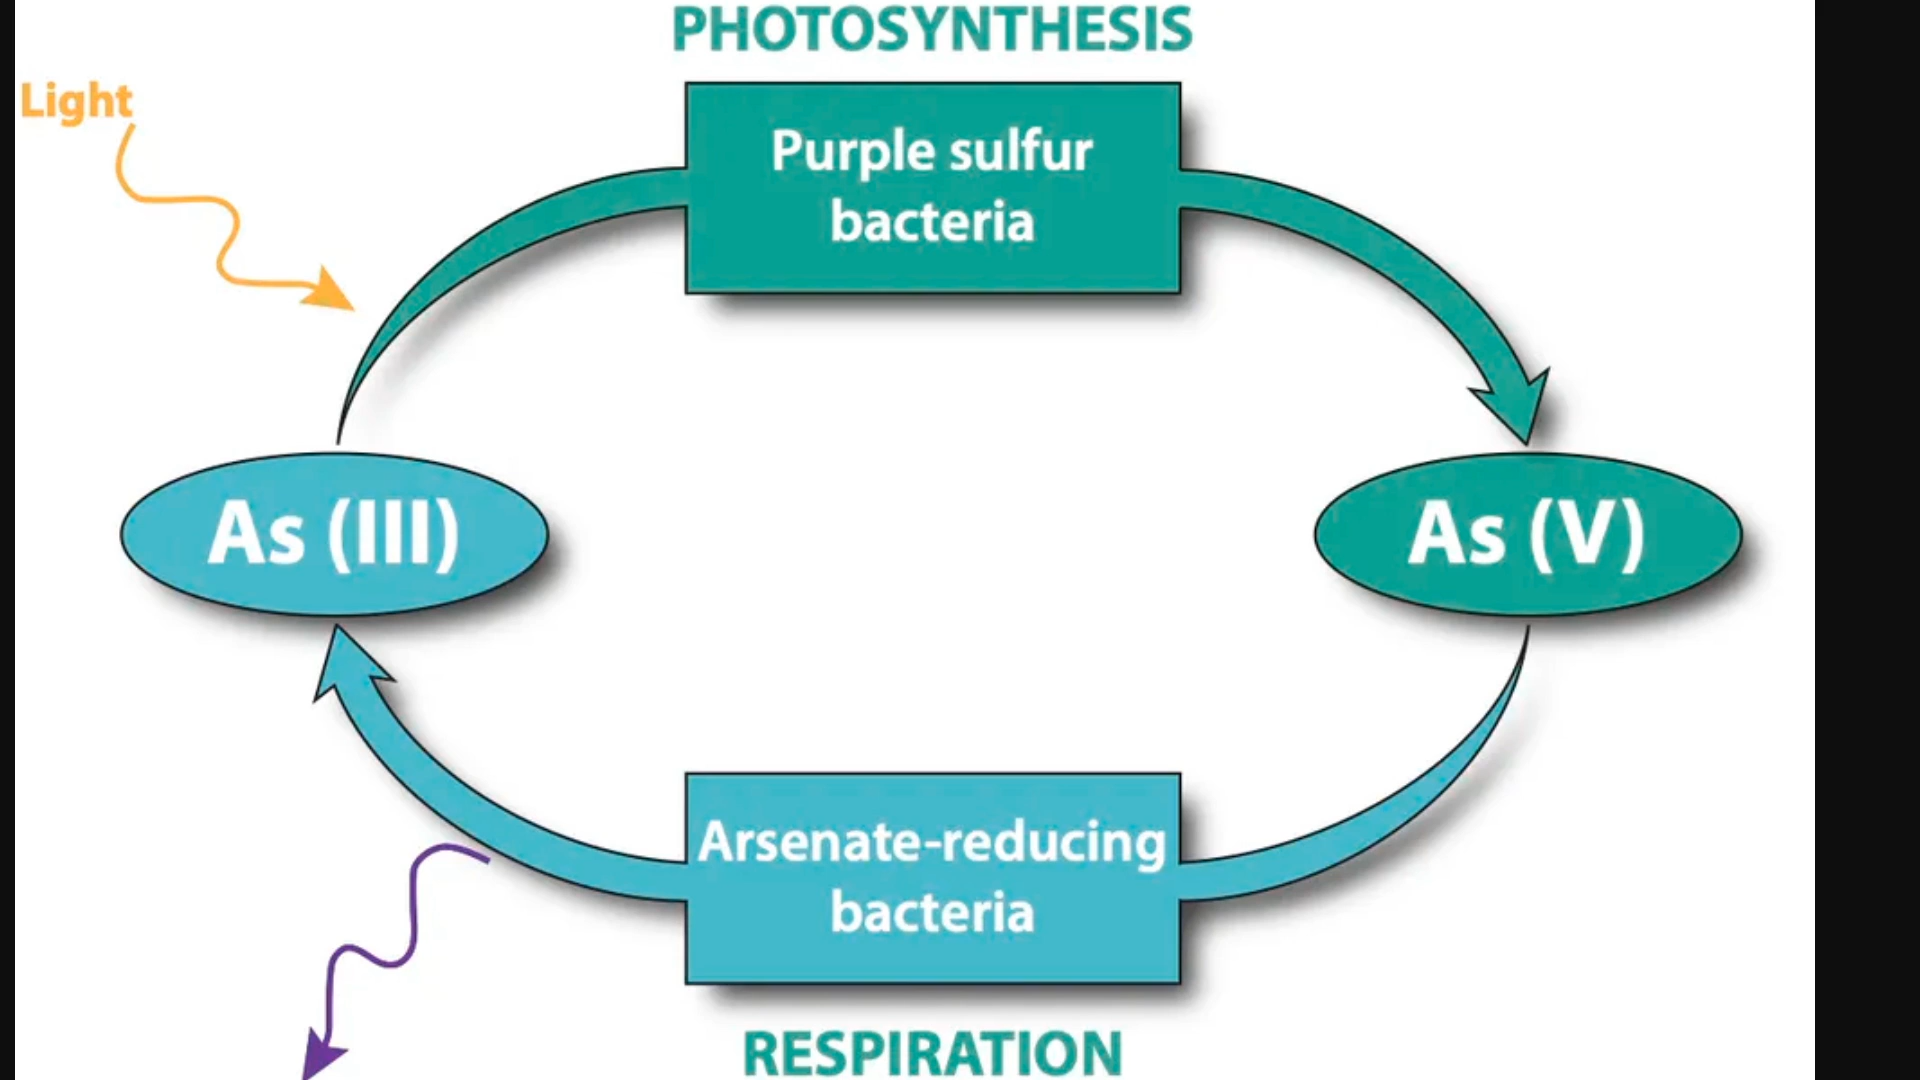 PHOTOSYNTHESIS
Light
Purple sulfur
bacteria
As (III)
As (V)
Arsenate-reducing
bacteria
RESPIRATION